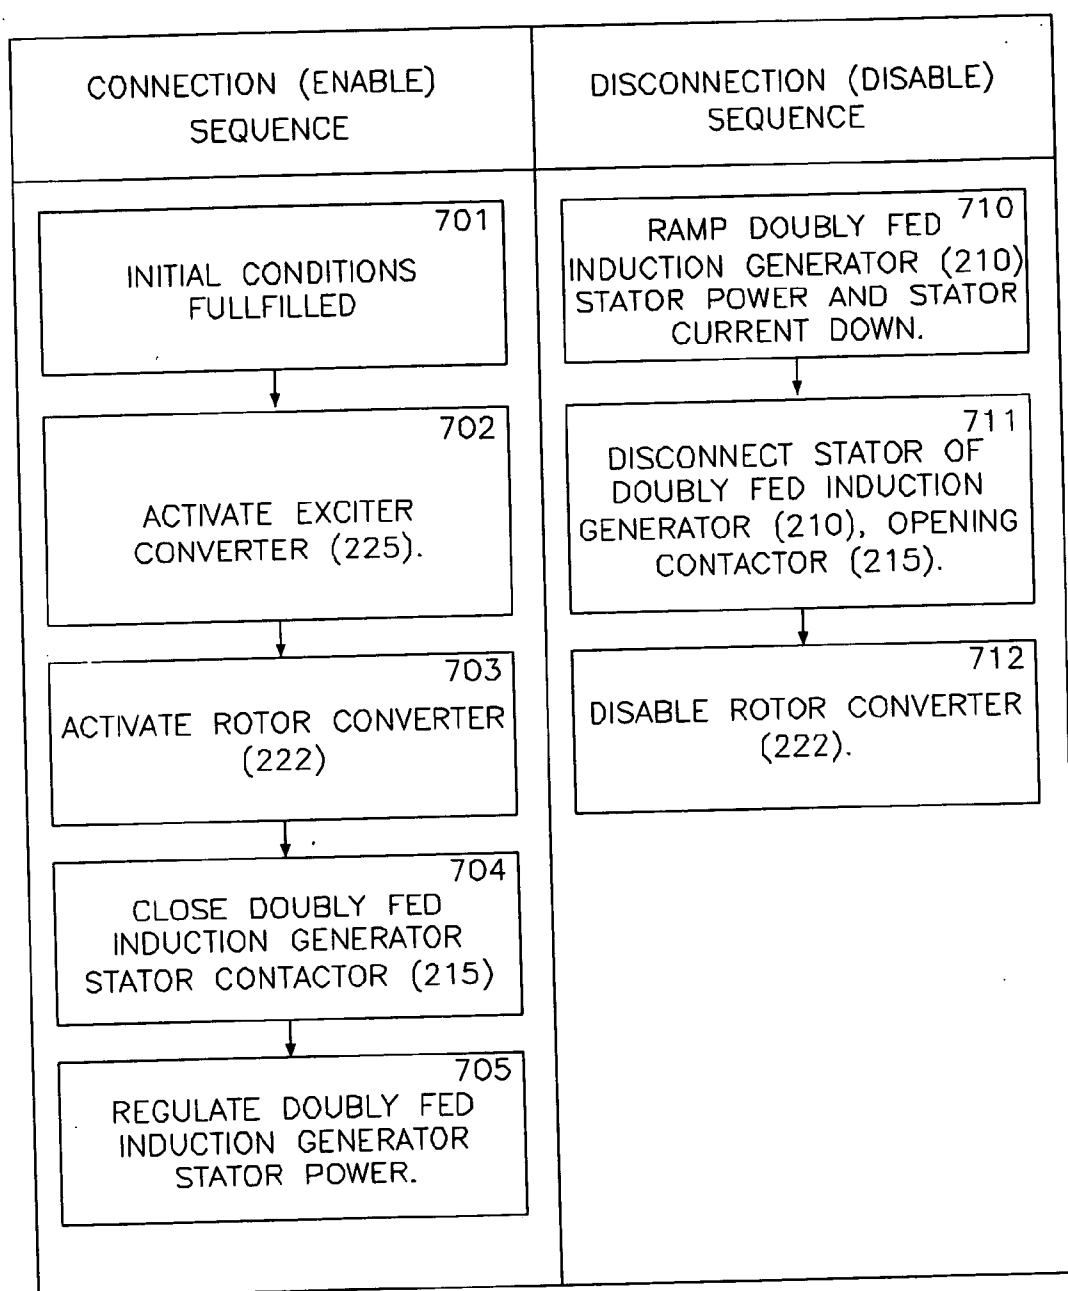 CONNECTION (ENABLE)
SEQUENCE
701
INITIAL CONDITIONS
FULLFILLED
702
ACTIVATE EXCITER
CONVERTER (225).
703
ACTIVATE ROTOR CONVERTER
(222)
704
CLOSE DOUBLY FED
INDUCTION GENERATOR
STATOR CONTACTOR (215)
705
REGULATE DOUBLY FED
INDUCTION GENERATOR
STATOR POWER.
DISCONNECTION (DISABLE)
SEQUENCE
710
RAMP DOUBLY FED
INDUCTION GENERATOR (210)
STATOR POWER AND STATOR
CURRENT DOWN.
711
DISCONNECT STATOR OF
DOUBLY FED INDUCTION
GENERATOR (210), OPENING
CONTACTOR (215).
712
DISABLE ROTOR CONVERTER
(222).